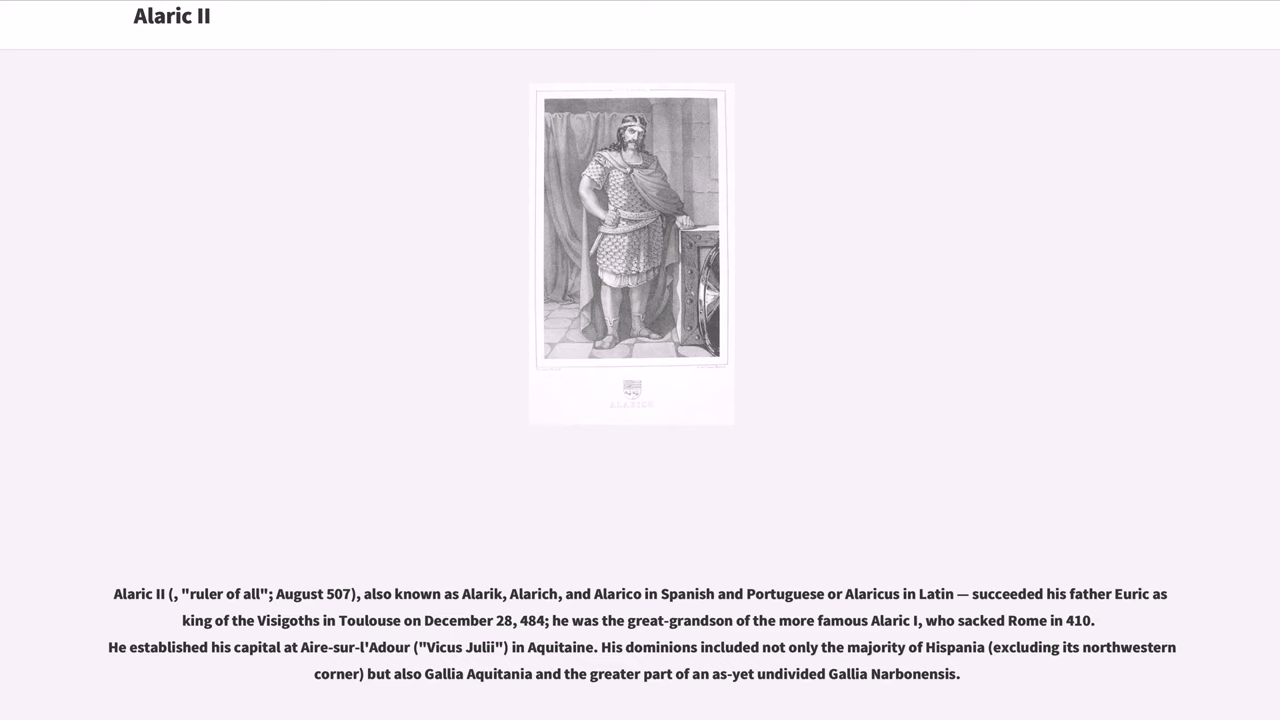 Alaric II
ALARICO
Alaric II (, "ruler of all"; August 507), also known as Alarik, Alarich, and Alarico in Spanish and Portuguese or Alaricus in Latin — succeeded his father Euric as
king of the Visigoths in Toulouse on December 28, 484; he was the great-grandson of the more famous Alaric I, who sacked Rome in 410.
He established his capital at Aire-sur-l'Adour ("Vicus Julii") in Aquitaine. His dominions included not only the majority of Hispania (excluding its northwestern
corner) but also Gallia Aquitania and the greater part of an as-yet undivided Gallia Narbonensis.